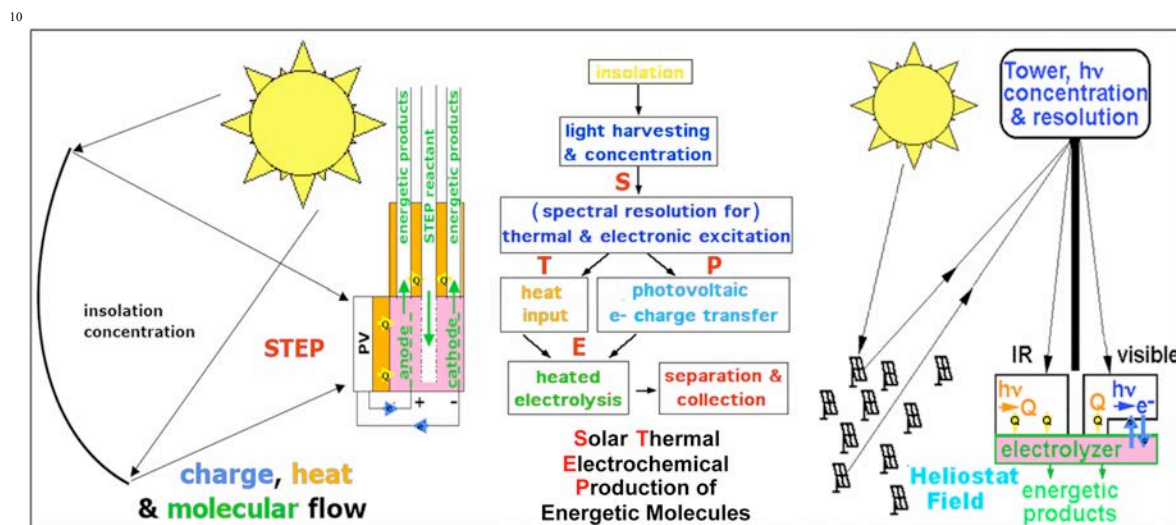 10
energetic products
STEP reactant
energetic products
Q
Q
insolation
concentration
STEP
PV
Q
Q
anode
cathode
e-
+
-
e-
charge, heat
& molecular flow
insolation
light harvesting
& concentration
S
(spectral resolution for)
thermal & electronic excitation
T
P
heat
input
photovoltaic
e- charge transfer
E
heated
electrolysis
separation &
collection
Solar Thermal
Electrochemical
Production of
Energetic Molecules
Tower, hν
concentration
& resolution
IR
visible
hν
Q
Q
Q
Q
hν
e-
Q
electrolyzer
Heliostat
Field
energetic
products